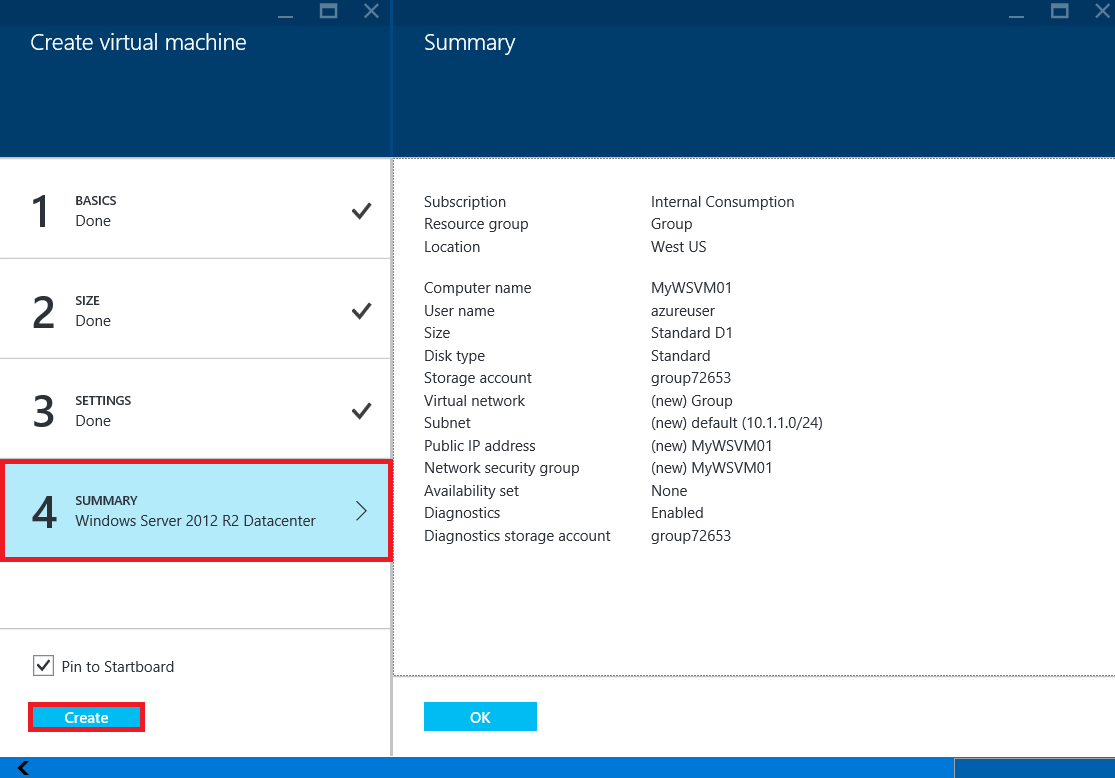 Create virtual machine
Summary
1
BASICS
Done
2
SIZE
Done
3
SETTINGS
Done
4
SUMMARY
Windows Server 2012 R2 Datacenter
Pin to Startboard
Create
Subscription Internal Consumption
Resource group Group
Location West US
Computer name MyWSVM01
User name azureuser
Size Standard D1
Disk type Standard
Storage account group72653
Virtual network (new) Group
Subnet (new) default (10.1.1.0/24)
Public IP address (new) MyWSVM01
Network security group (new) MyWSVM01
Availability set None
Diagnostics Enabled
Diagnostics storage account group72653
OK